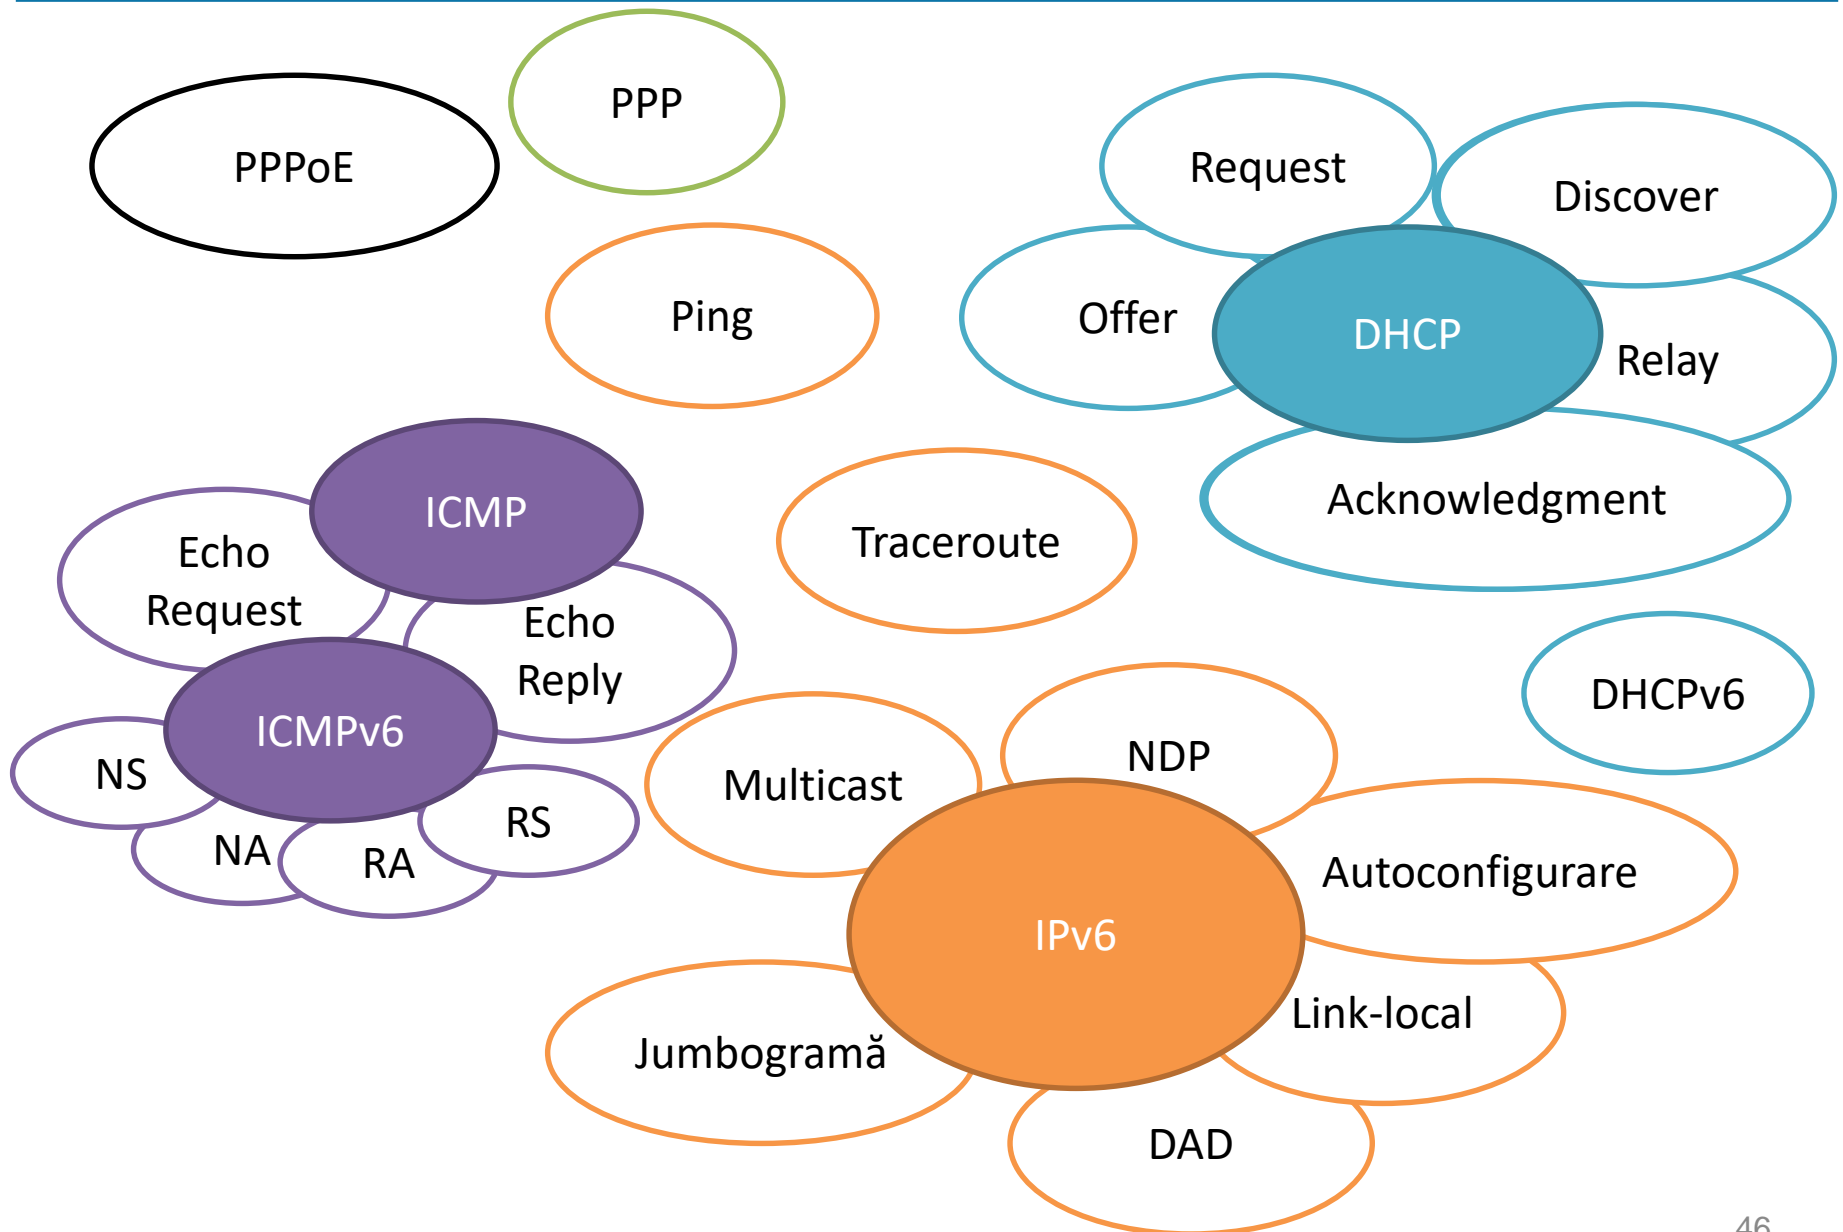 PPP
PPPoE
Request
Discover
Ping
Offer
DHCP
Relay
ICMP
Acknowledgment
Echo
Request
Traceroute
Echo
Reply
DHCPv6
ICMPv6
NDP
NS
Multicast
RS
NA
RA
Autoconfigurare
IPv6
Link-local
Jumbogramă
DAD
46